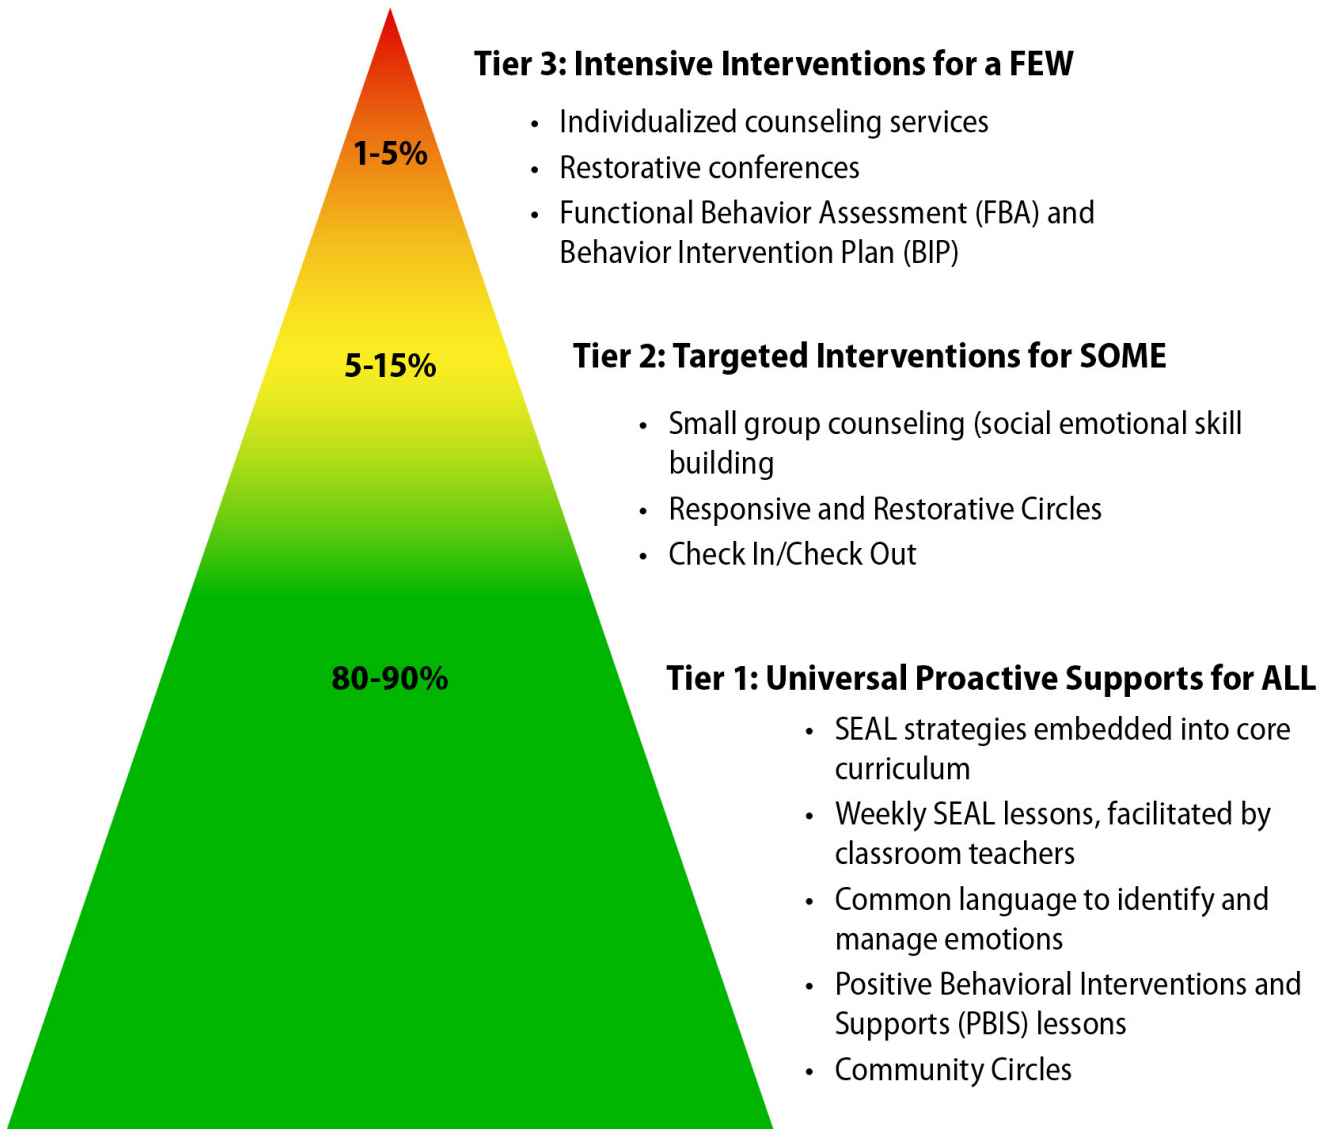 Tier 3: Intensive Interventions for a FEW
• Individualized counseling services
1-5%
• Restorative conferences
• Functional Behavior Assessment (FBA) and
Behavior Intervention Plan (BIP)
5-15%
Tier 2: Targeted Interventions for SOME
• Small group counseling (social emotional skill
building
• Responsive and Restorative Circles
• Check In/Check Out
80-90%
Tier 1: Universal Proactive Supports for ALL
• SEAL strategies embedded into core
curriculum
• Weekly SEAL lessons, facilitated by
classroom teachers
• Common language to identify and
manage emotions
• Positive Behavioral Interventions and
Supports (PBIS) lessons
• Community Circles